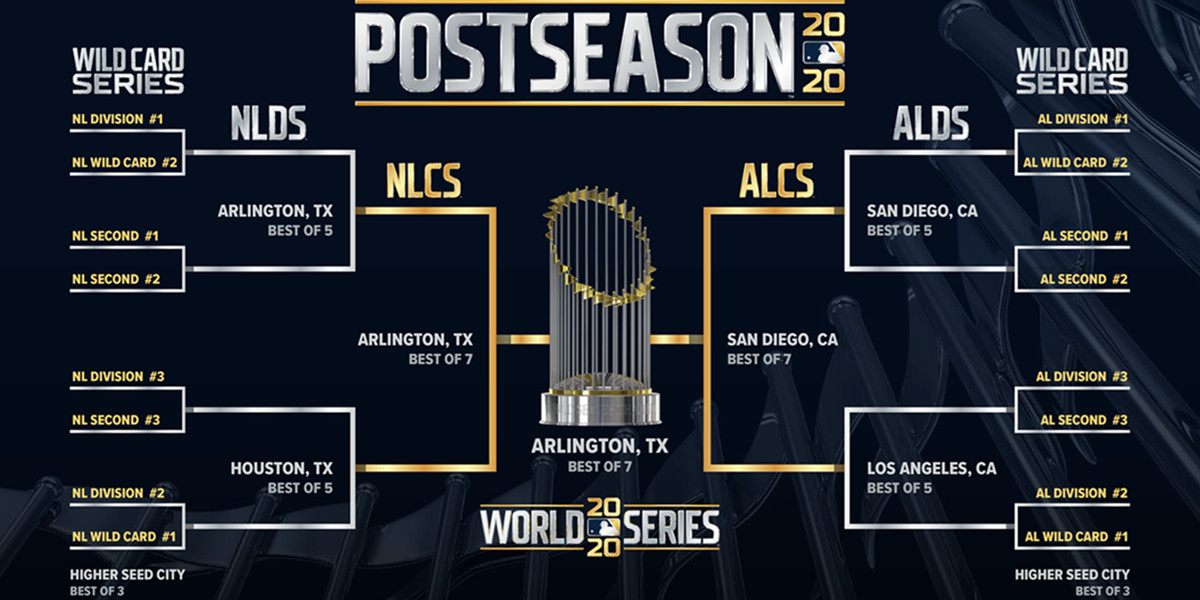 POSTSEASON 20
20
WILD CARD
SERIES
NL DIVISION #1
NL WILD CARD #2
NL SECOND #1
NL SECOND #2
NL DIVISION #3
NL SECOND #3
NL DIVISION #2
NL WILD CARD #1
HIGHER SEED CITY
BEST OF 3
NLDS
ARLINGTON, TX
BEST OF 5
HOUSTON, TX
BEST OF 5
NLCS
ARLINGTON, TX
BEST OF 7
ARLINGTON, TX
BEST OF 7
20
WORLD SERIES
20
ALCS
SAN DIEGO, CA
BEST OF 7
ALDS
SAN DIEGO, CA
BEST OF 5
LOS ANGELES, CA
BEST OF 5
WILD CARD
SERIES
AL DIVISION #1
AL WILD CARD #2
AL SECOND #1
AL SECOND #2
AL DIVISION #3
AL SECOND #3
AL DIVISION #2
AL WILD CARD #1
HIGHER SEED CITY
BEST OF 3